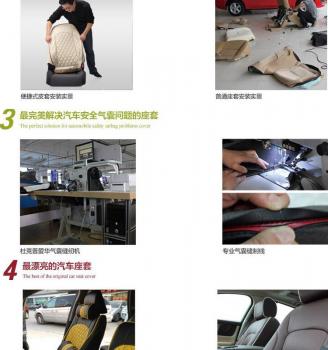 便捷式皮套安装实景
普通座套安装实景
3 最完美解决汽车安全气囊问题的座套
The perfect solution for automobile safety airbag problems cover
杜克普爱华气囊缝纫机
专业气囊缝制线
4 最漂亮的汽车座套
The best of the original car seat cover